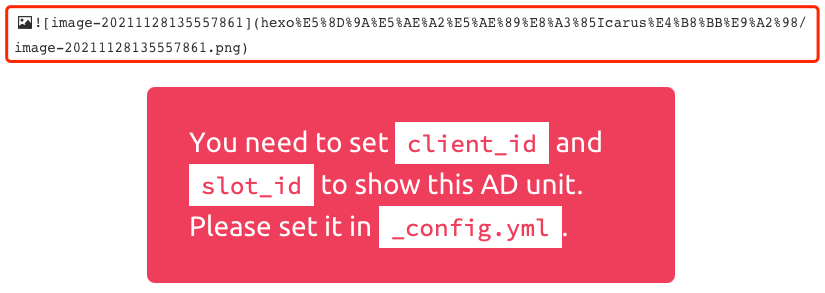 ![image-20211128135557861](hexo%E5%8D%9A%E5%AE%A2%E5%AE%89%E8%A3%85Icarus%E4%B8%BB%E9%A2%98/
image-20211128135557861.png)
You need to set client_id and
slot_id to show this AD unit.
Please set it in _config.yml.